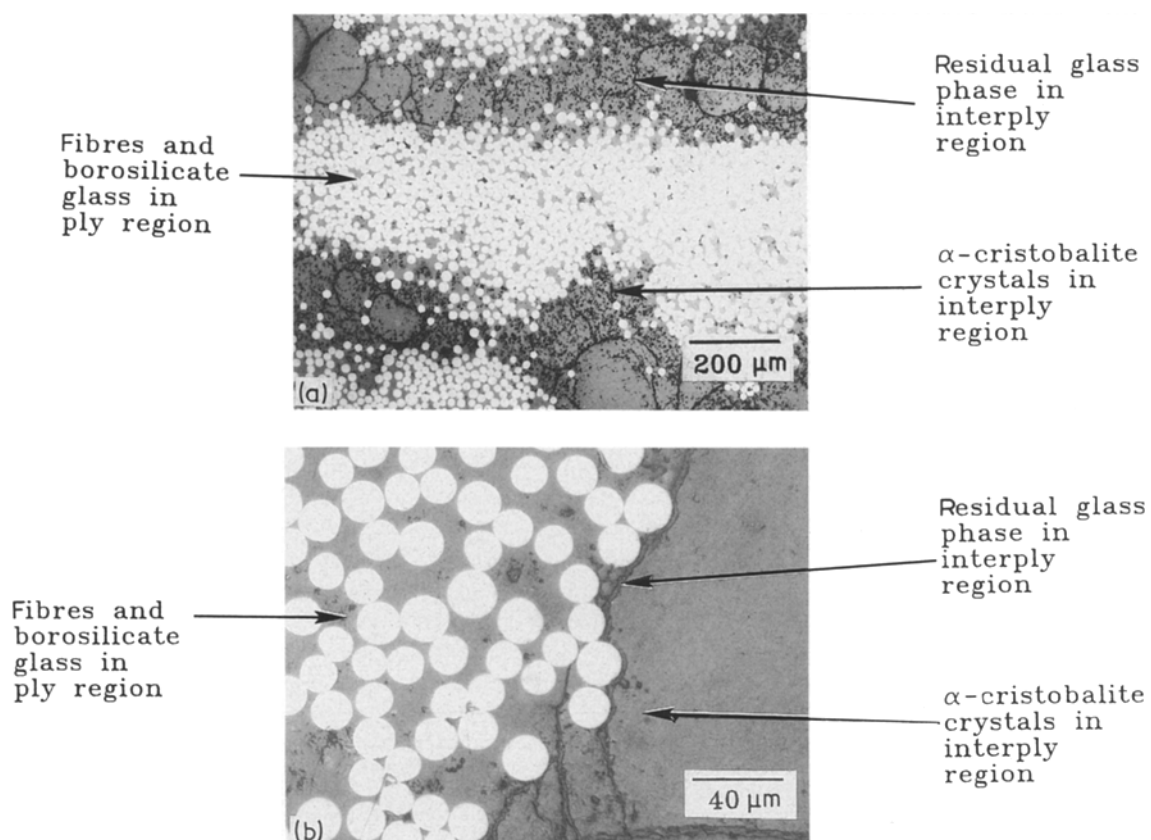 Residual glass
phase in
interply
region
Fibres and
borosilicate
glass in
ply region
α-cristobalite
crystals in
interply
region
200 μm
(a)
Residual glass
phase in
interply
region
Fibres and
borosilicate
glass in
ply region
α-cristobalite
crystals in
interply
region
40 μm
(b)